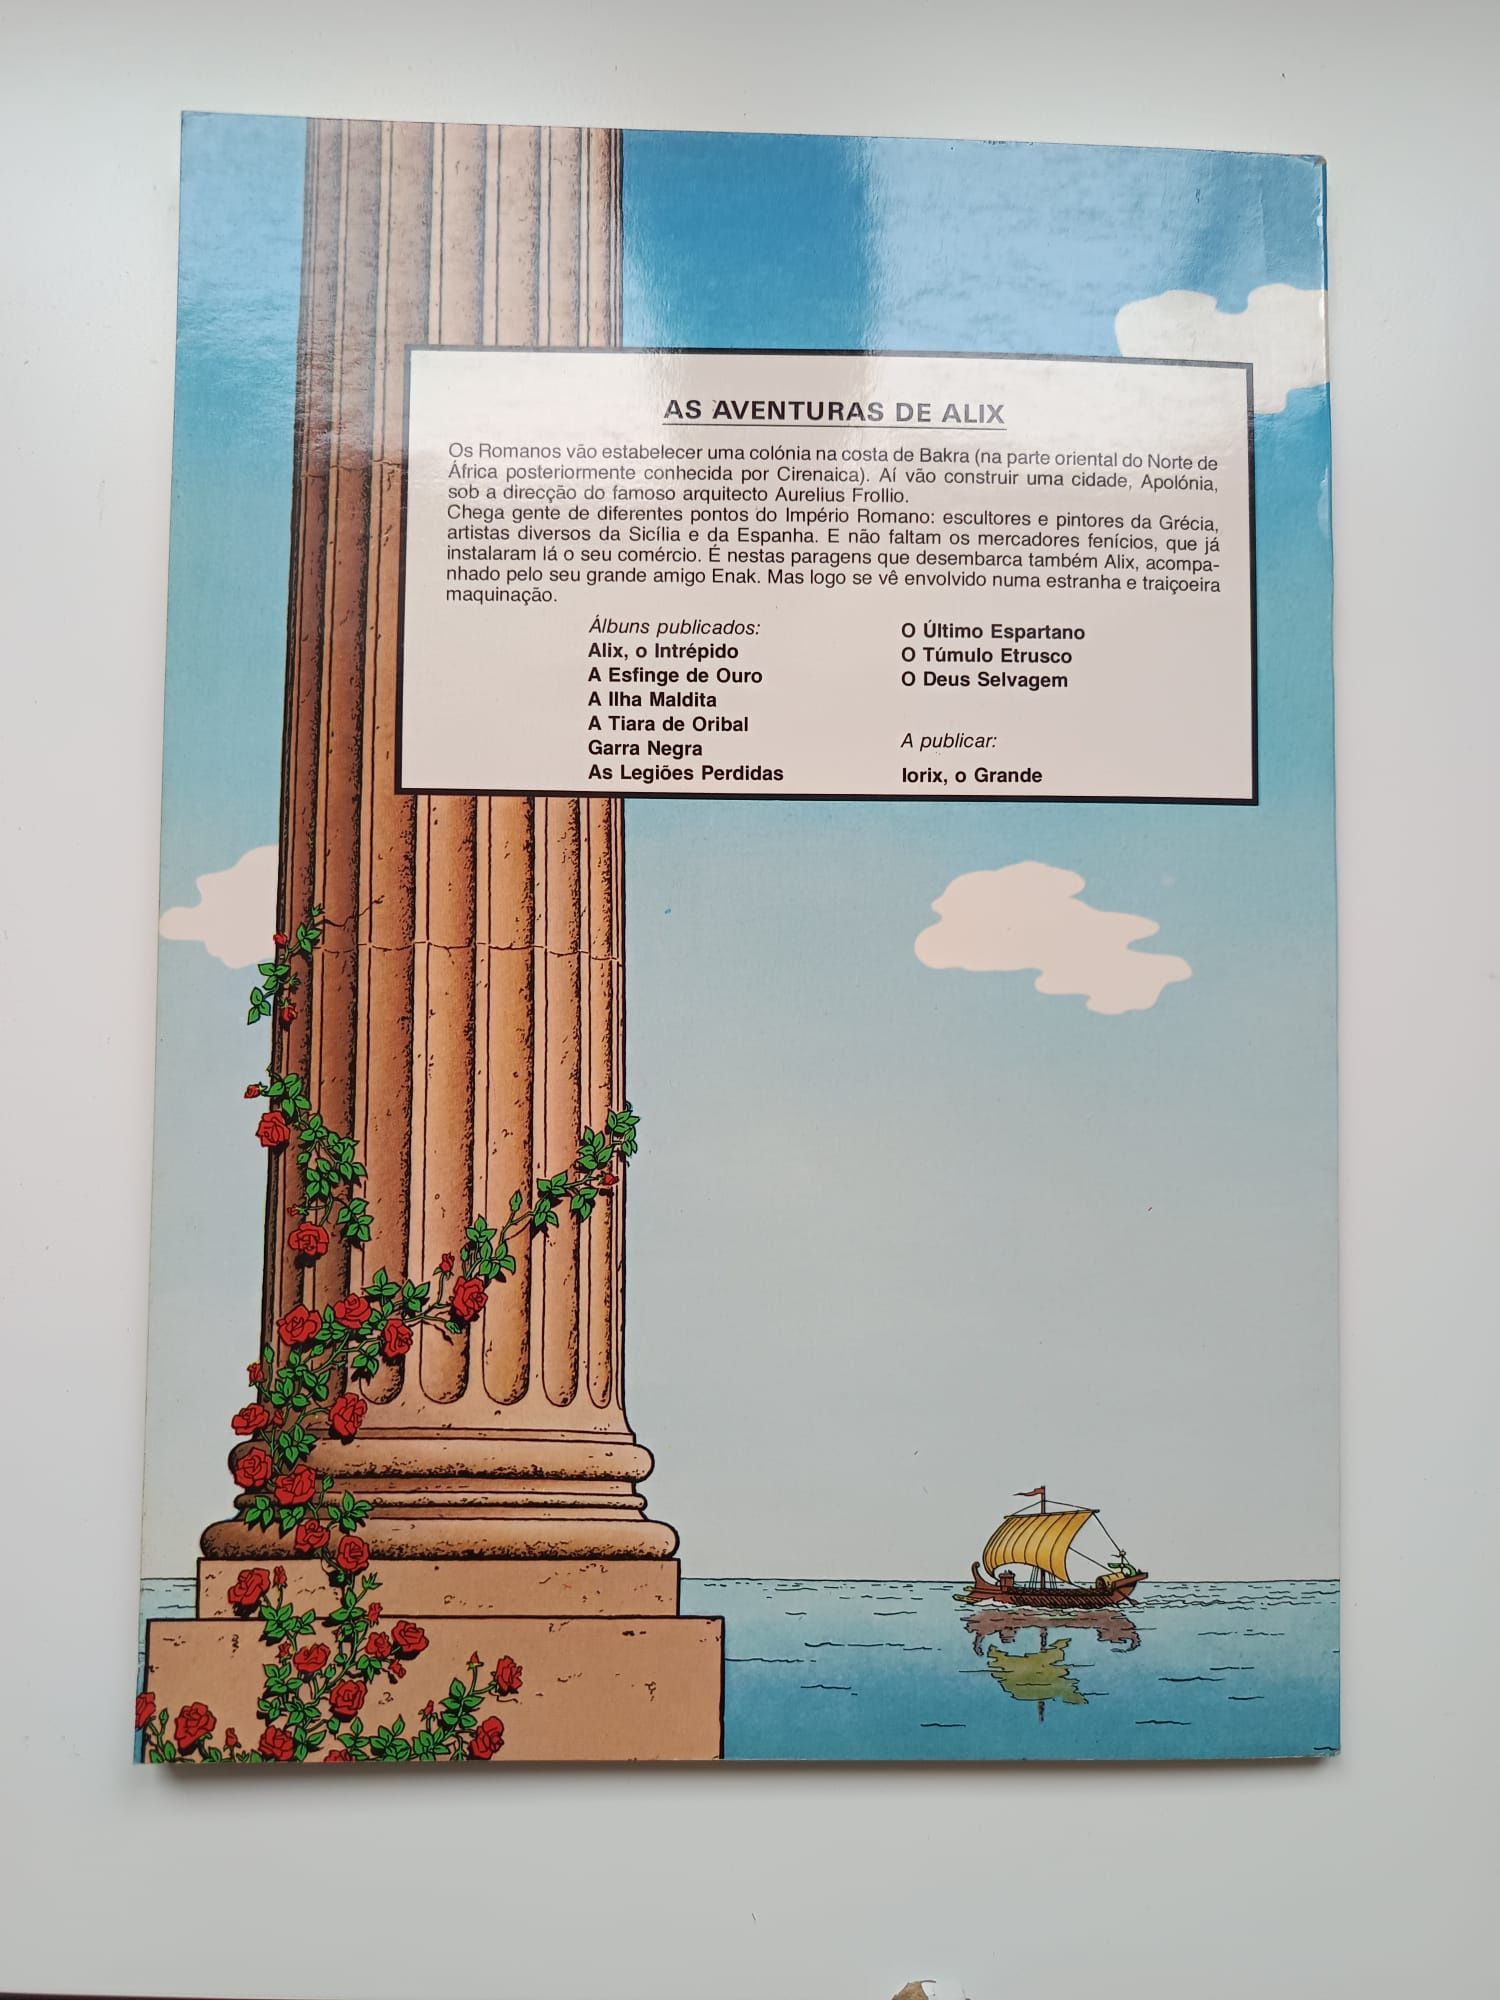 AS AVENTURAS DE ALIX
Os Romanos vão estabelecer uma colónia na costa de Bakra (na parte oriental do Norte de
África posteriormente conhecida por Cirenaica). Aí vão construir uma cidade, Apolónia,
sob a direcção do famoso arquitecto Aurelius Frollio.
Chega gente de diferentes pontos do Império Romano: escultores e pintores da Grécia,
artistas diversos da Sicília e da Espanha. E não faltam os mercadores fenícios, que já
instalaram lá o seu comércio. É nestas paragens que desembarca também Alix, acompa-
nhado pelo seu grande amigo Enak. Mas logo se vê envolvido numa estranha e traiçoeira
maquinação.
Álbuns publicados:
Alix, o Intrépido
A Esfinge de Ouro
A Ilha Maldita
A Tiara de Oribal
Garra Negra
As Legiões Perdidas
O Último Espartano
O Túmulo Etrusco
O Deus Selvagem
A publicar:
Iorix, o Grande